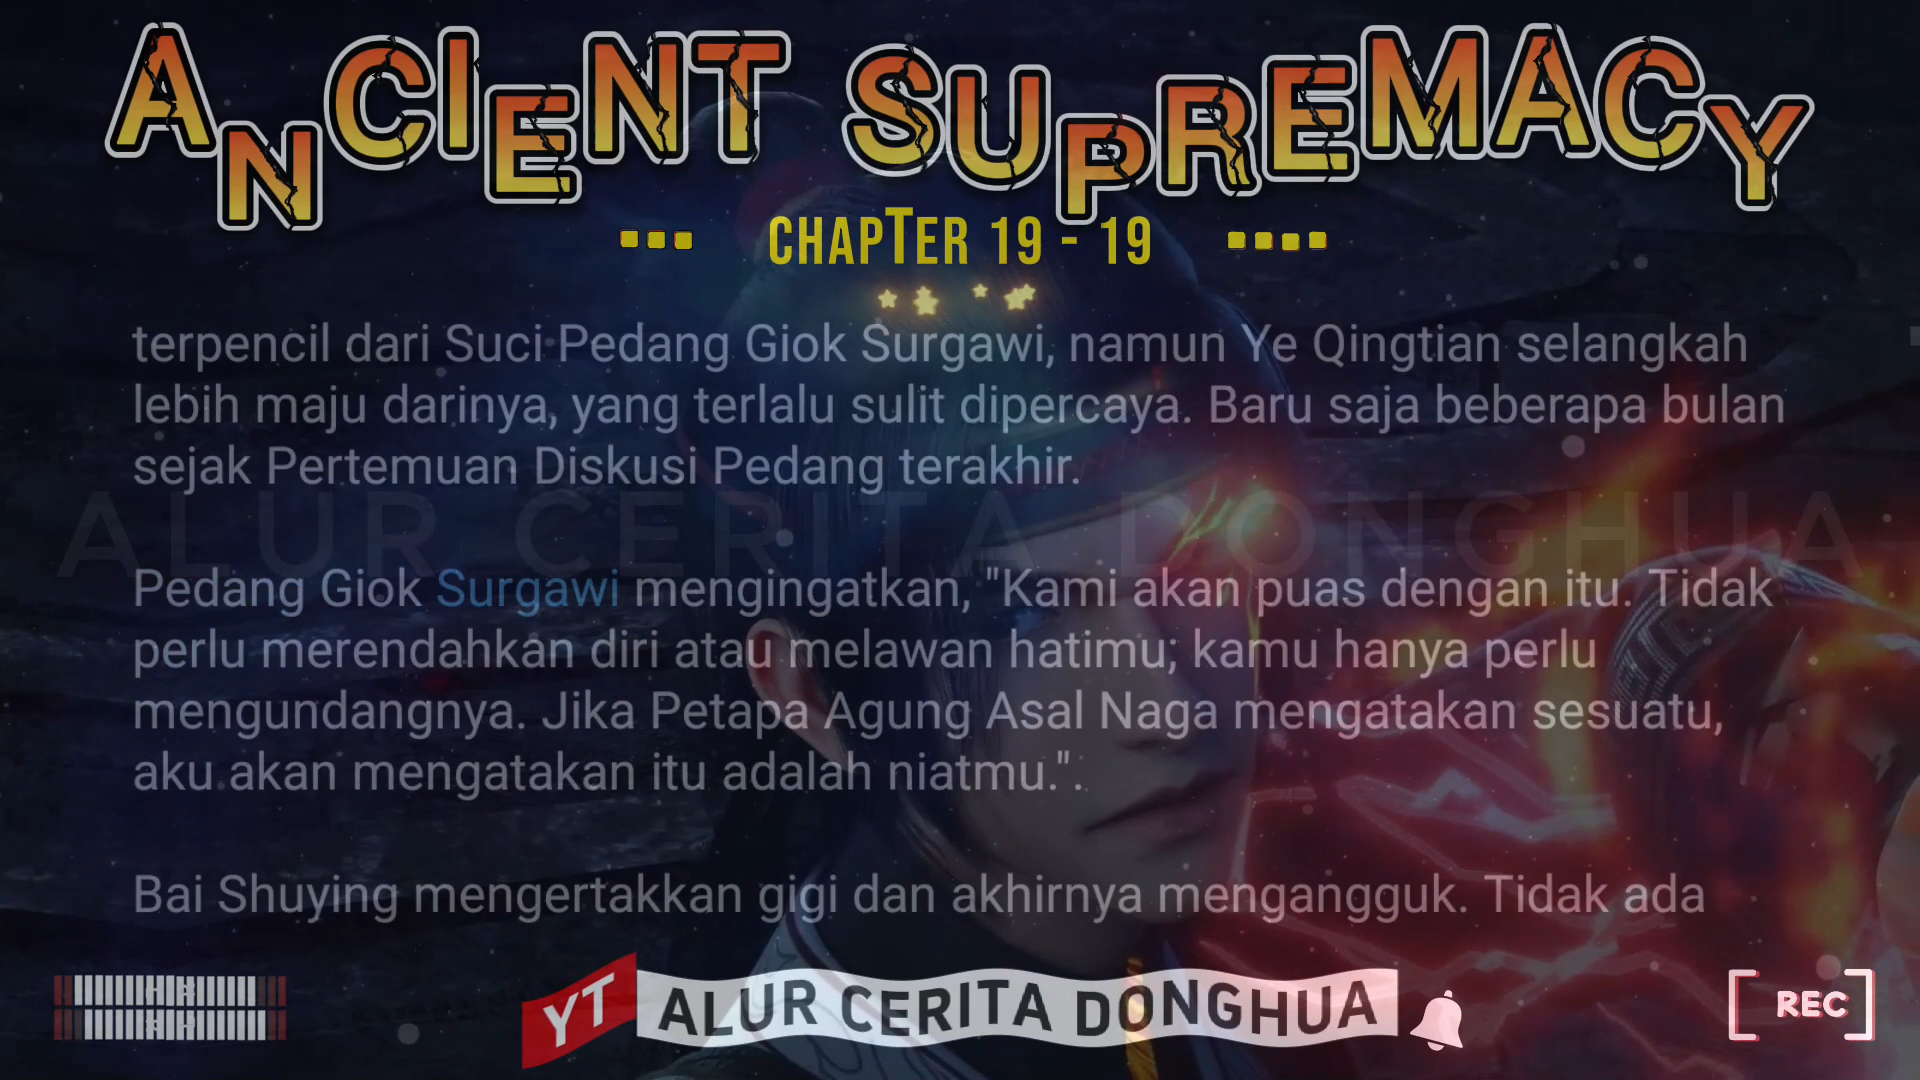 ANCIENT SUPREMACY
CHAPTER 19 - 19
terpencil dari Suci Pedang Giok Surgawi, namun Ye Qingtian selangkah
lebih maju darinya, yang terlalu sulit dipercaya. Baru saja beberapa bulan
sejak Pertemuan Diskusi Pedang terakhir.
ALUR CERITA DONGHUA
Pedang Giok Surgawi mengingatkan, "Kami akan puas dengan itu. Tidak
perlu merendahkan diri atau melawan hatimu; kamu hanya perlu
mengundangnya. Jika Petapa Agung Asal Naga mengatakan sesuatu,
aku akan mengatakan itu adalah niatmu.".
Bai Shuying mengertakkan gigi dan akhirnya mengangguk. Tidak ada
YT ALUR CERITA DONGHUA
REC